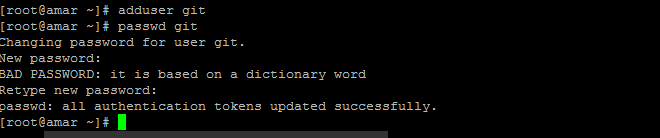 [root@amar ~]# adduser git
[root@amar ~]# passwd git
Changing password for user git.
New password:
BAD PASSWORD: it is based on a dictionary word
Retype new password:
passwd: all authentication tokens updated successfully.
[root@amar ~]#